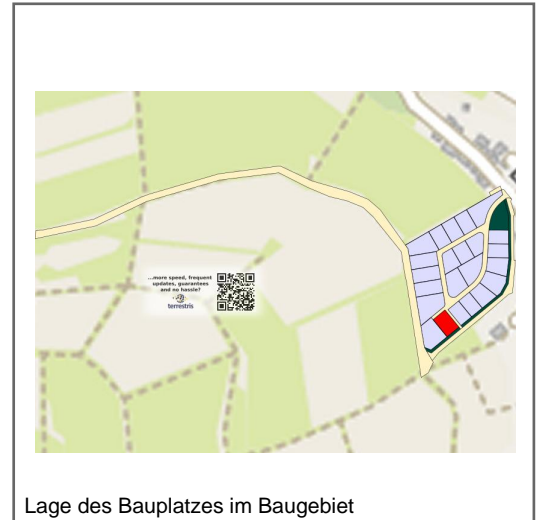 ...more speed, frequent
updates, guarantees
and no hassle?
terrestris
Lage des Bauplatzes im Baugebiet